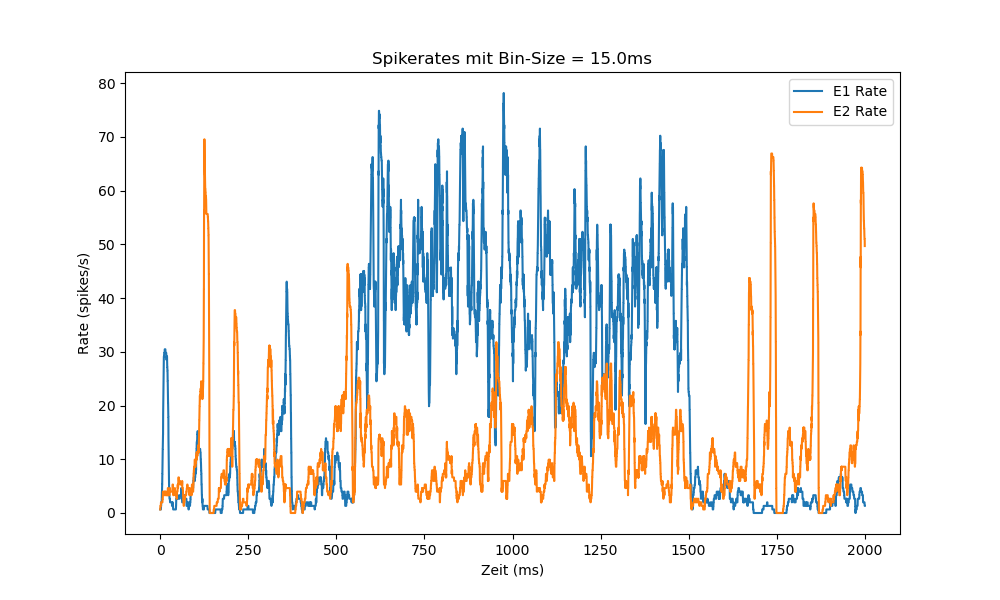 Spikerates mit Bin-Size = 15.0ms
E1 Rate
E2 Rate
80
70
60
50
40
30
20
10
0
Rate (spikes/s)
0 250 500 750 1000 1250 1500 1750 2000
Zeit (ms)